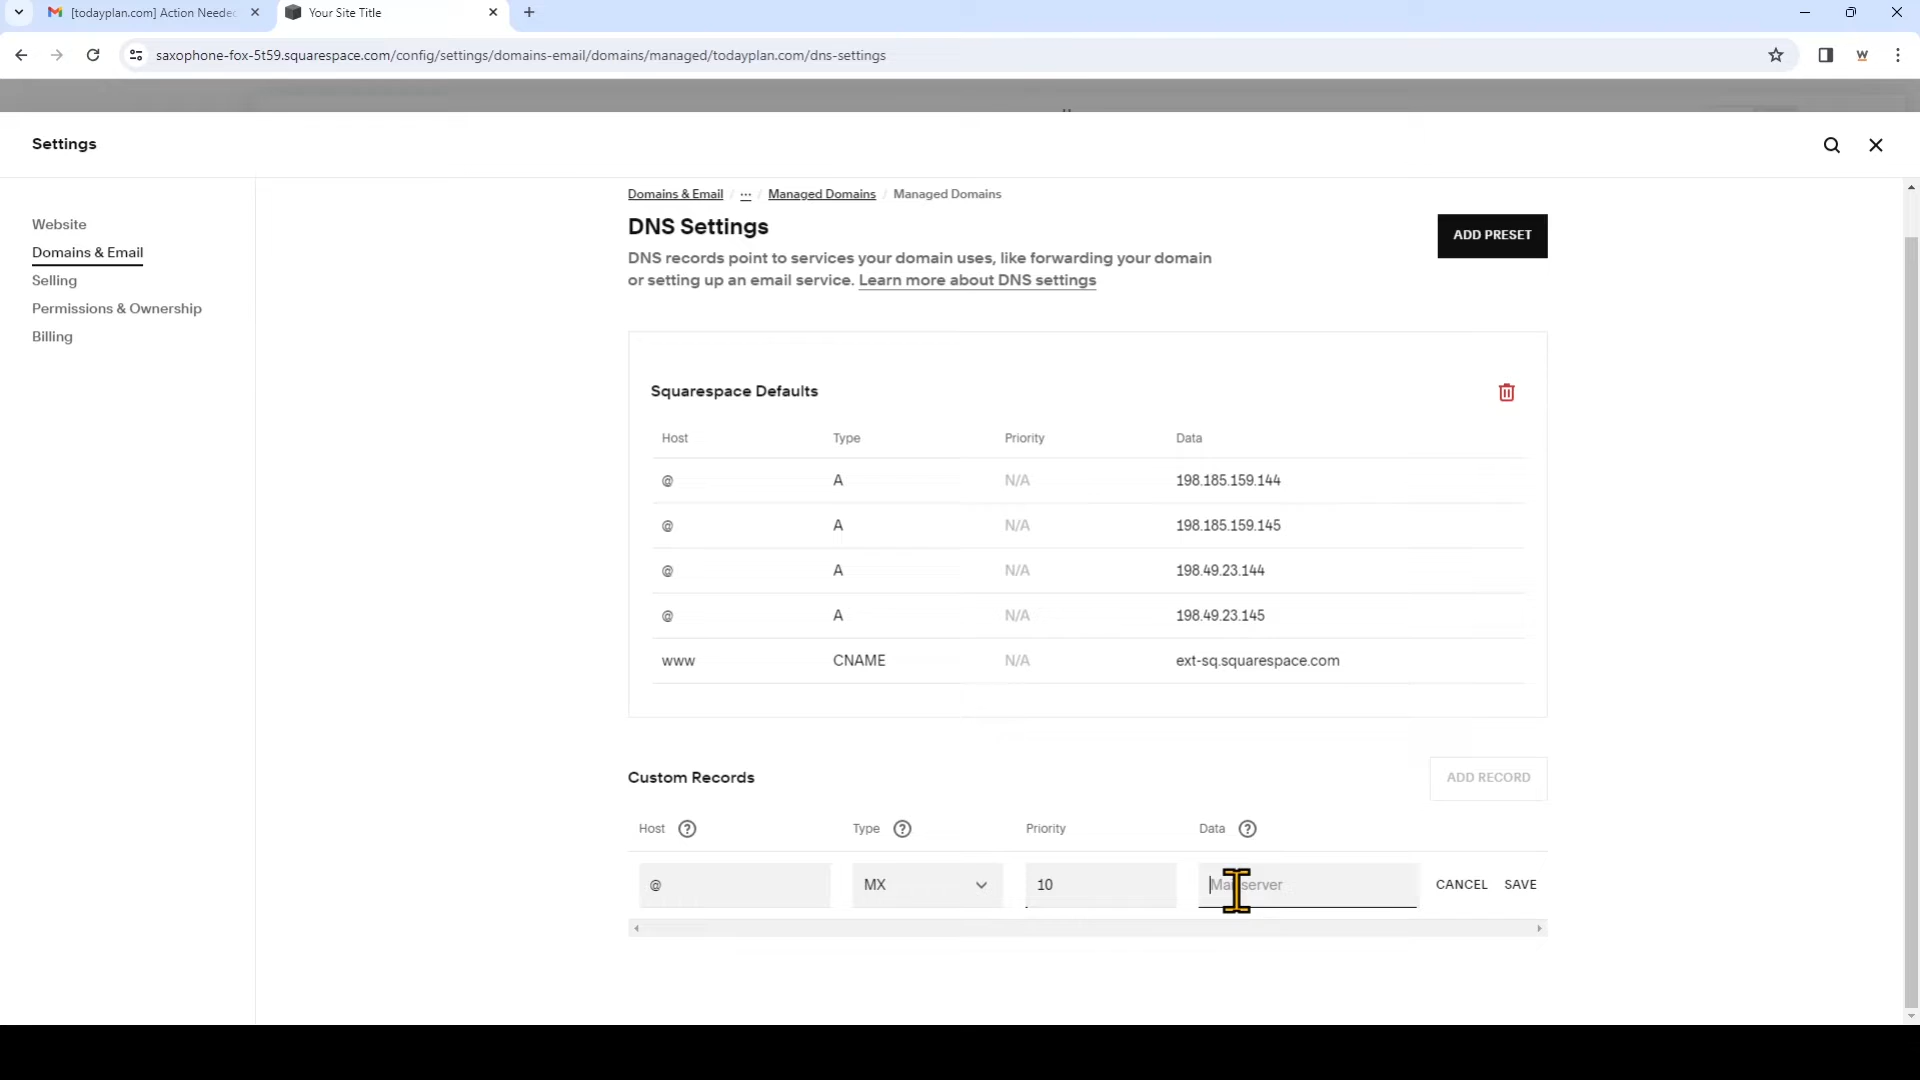 [todayplan.com] Action Needed
Your Site Title
saxophone-fox-5t59.squarespace.com/config/settings/domains-email/domains/managed/todayplan.com/dns-settings
Settings
Website
Domains & Email
Selling
Permissions & Ownership
Billing
Domains & Email / ... / Managed Domains / Managed Domains
DNS Settings
ADD PRESET
DNS records point to services your domain uses, like forwarding your domain
or setting up an email service. Learn more about DNS settings
Squarespace Defaults
Host Type Priority Data
@ A N/A 198.185.159.144
@ A N/A 198.185.159.145
@ A N/A 198.49.23.144
@ A N/A 198.49.23.145
www CNAME N/A ext-sq.squarespace.com
Custom Records
ADD RECORD
Host ? Type ? Priority Data ?
@ MX 10 Mail server CANCEL SAVE